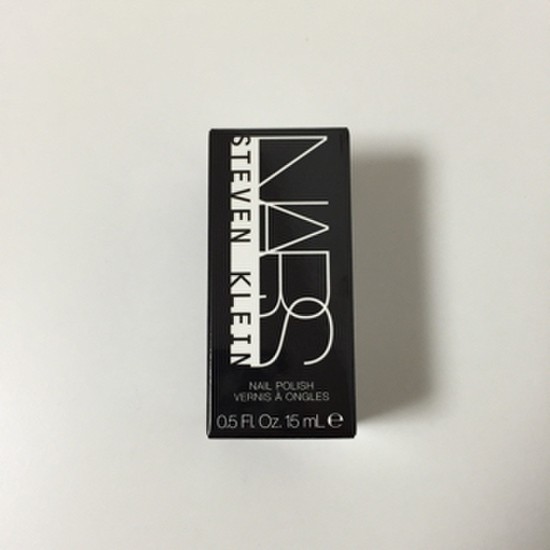 NARS
STEVEN KLEIN
NAIL POLISH
VERNIS À ONGLES
0.5 Fl. Oz. 15 mL e